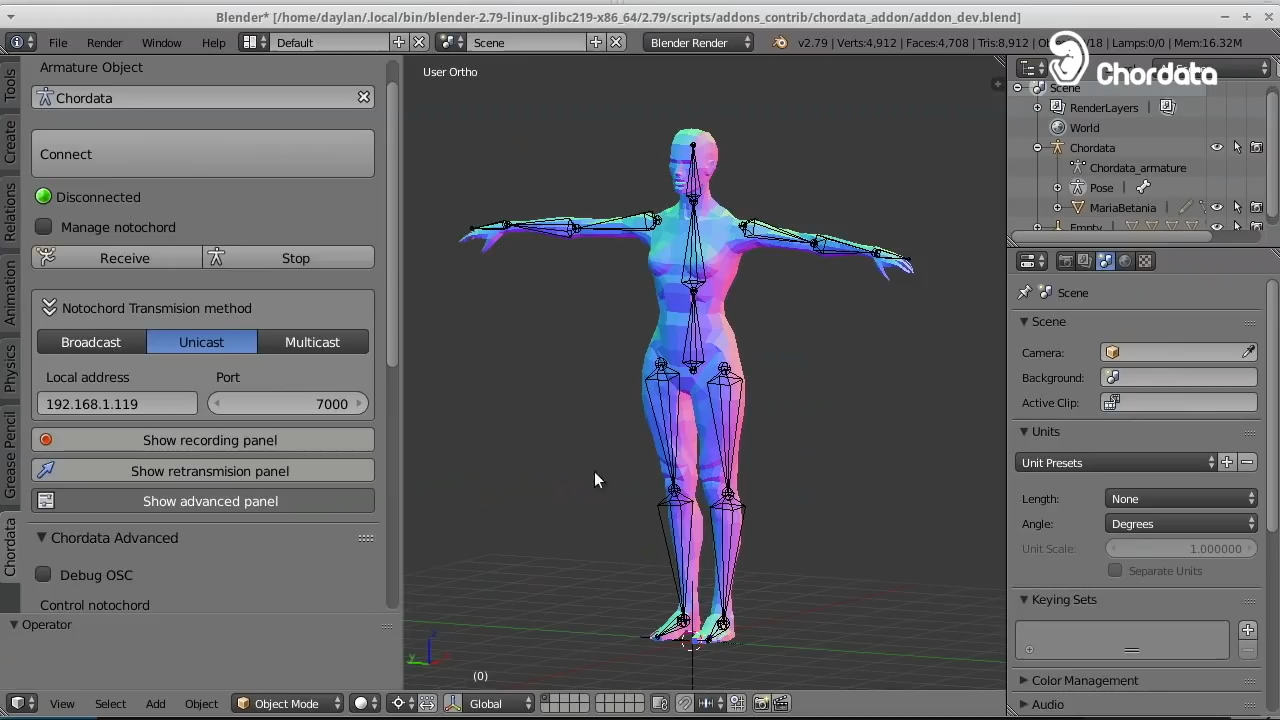 Blender* [/home/daylan/.local/bin/blender-2.79-linux-glibc219-x86_64/2.79/scripts/addons_contrib/chordata_addon/addon_dev.blend]
File Render Window Help Default Scene Blender Render v2.79 | Verts:4,912 | Faces:4,708 | Tris:8,912 | /18 | Lamps:0/0 | Mem:16.32M
Chordata
Tools
Create
Relations
Animation
Physics
Grease Pencil
Chordata
Armature Object
Chordata
Connect
Disconnected
Manage notochord
Receive Stop
Notochord Transmision method
Broadcast Unicast Multicast
Local address Port
192.168.1.119 7000
Show recording panel
Show retransmision panel
Show advanced panel
Chordata Advanced
Debug OSC
Control notochord
Operator
User Ortho
(0)
View Select Add Object Object Mode Global
Scene
RenderLayers
World
Chordata
Chordata_armature
Pose
MariaBetania
Empty
Scene
Scene
Camera:
Background:
Active Clip:
Units
Unit Presets
Length: None
Angle: Degrees
Unit Scale: 1.000000
Separate Units
Keying Sets
Color Management
Audio